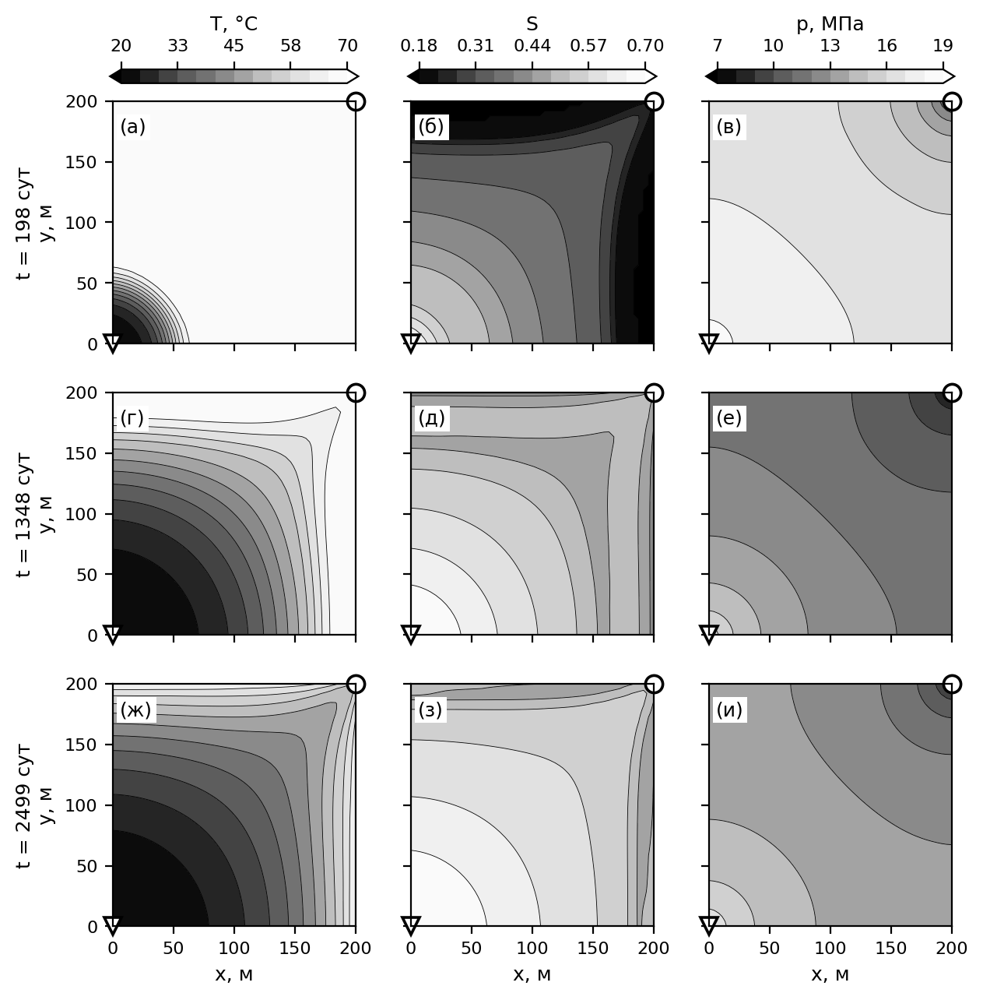 T, °C S p, МПа
20 33 45 58 70 0.18 0.31 0.44 0.57 0.70 7 10 13 16 19
t = 198 сут
y, м
200
150
100
50
0
(а) (б) (в)
t = 1348 сут
y, м
200
150
100
50
0
(г) (д) (е)
t = 2499 сут
y, м
200
150
100
50
0
(ж) (з) (и)
0 50 100 150 200 0 50 100 150 200 0 50 100 150 200
x, м x, м x, м